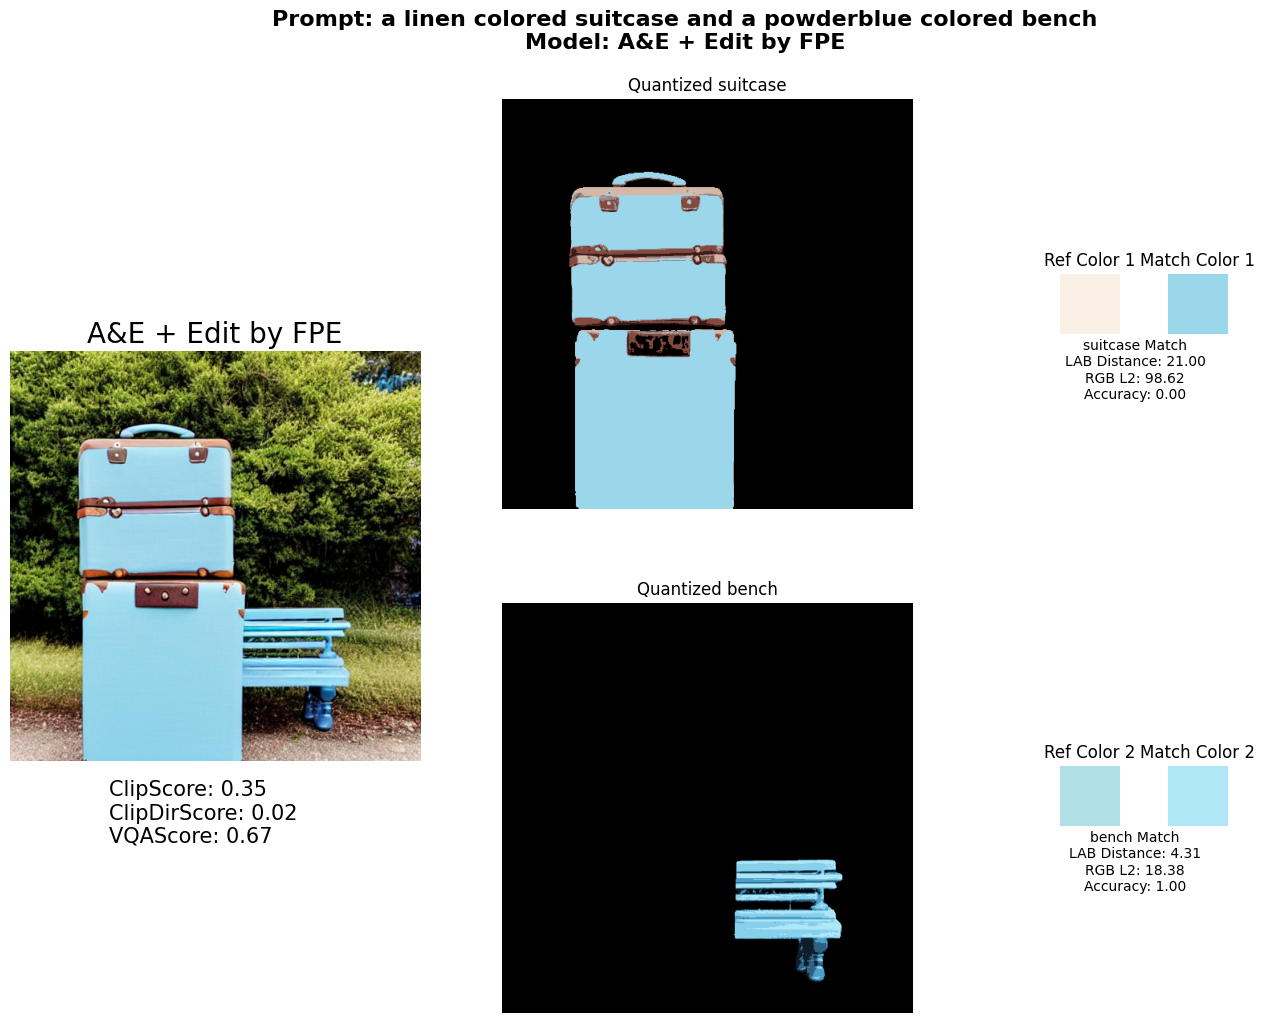 Prompt: a linen colored suitcase and a powderblue colored bench
Model: A&E + Edit by FPE
Quantized suitcase
Ref Color 1 Match Color 1
suitcase Match
LAB Distance: 21.00
RGB L2: 98.62
Accuracy: 0.00
A&E + Edit by FPE
ClipScore: 0.35
ClipDirScore: 0.02
VQAScore: 0.67
Quantized bench
Ref Color 2 Match Color 2
bench Match
LAB Distance: 4.31
RGB L2: 18.38
Accuracy: 1.00